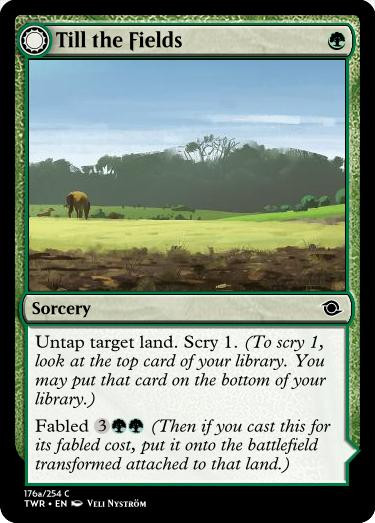 Till the Fields
Sorcery
Untap target land. Scry 1. (To scry 1,
look at the top card of your library. You
may put that card on the bottom of your
library.)
Fabled 3 (Then if you cast this for
its fabled cost, put it onto the battlefield
transformed attached to that land.)
176a/254 C
TWR • EN Veli Nyström